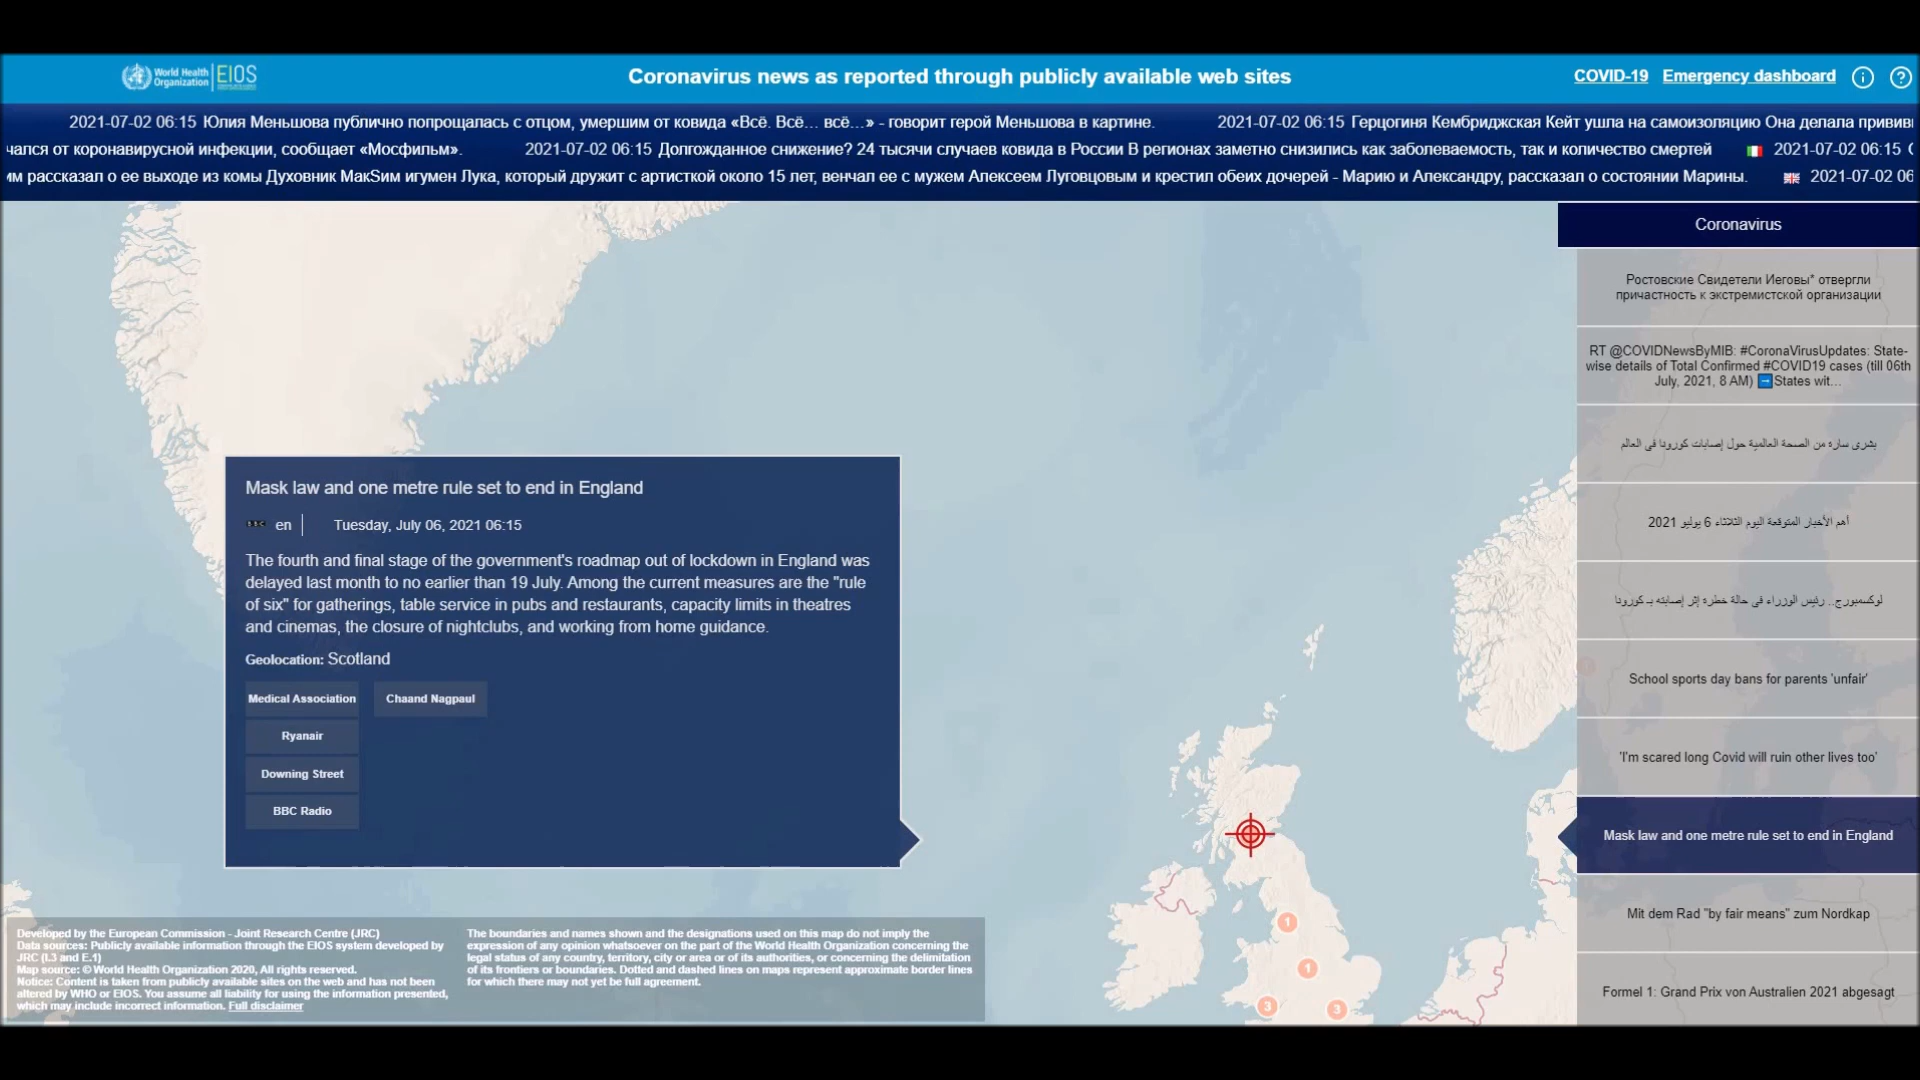 World Health
Organization
EIOS
Coronavirus news as reported through publicly available web sites
COVID-19 Emergency dashboard
2021-07-02 06:15 Юлия Меньшова публично попрощалась с отцом, умершим от ковида «Всё. Всё... всё...» - говорит герой Меньшова в картине.
2021-07-02 06:15 Герцогиня Кембриджская Кейт ушла на самоизоляцию Она делала
чался от коронавирусной инфекции, сообщает «Мосфильм».
2021-07-02 06:15 Долгожданное снижение? 24 тысячи случаев ковида в России В регионах заметно снизились как заболеваемость, так и количество смертей
2021-07-02 06:15
им рассказал о ее выходе из комы Духовник МакSим игумен Лука, который дружит с артисткой около 15 лет, венчал ее с мужем Алексеем Луговцовым и крестил обеих дочерей - Марию и Александру, рассказал о состоянии Марины.
2021-07-02 06
Coronavirus
Ростовские Свидетели Иеговы* отвергли
причастность к экстремистской организации
RT @COVIDNewsByMIB: #CoronaVirusUpdates: State-
wise details of Total Confirmed #COVID19 cases (till 06th
July, 2021, 8 AM) ➡States wit...
بشرى سارة من الصحة العالمية حول إصابات كورونا في العالم
أهم الأخبار المتوقعة اليوم الثلاثاء 6 يوليو 2021
لوكسمبورج.. رئيس الوزراء في حالة خطرة إثر إصابته بـ كورونا
School sports day bans for parents 'unfair'
'I'm scared long Covid will ruin other lives too'
Mask law and one metre rule set to end in England
Mit dem Rad "by fair means" zum Nordkap
Formel 1: Grand Prix von Australien 2021 abgesagt
Mask law and one metre rule set to end in England
BBC en Tuesday, July 06, 2021 06:15
The fourth and final stage of the government's roadmap out of lockdown in England was
delayed last month to no earlier than 19 July. Among the current measures are the "rule
of six" for gatherings, table service in pubs and restaurants, capacity limits in theatres
and cinemas, the closure of nightclubs, and working from home guidance.
Geolocation: Scotland
Medical Association Chaand Nagpaul
Ryanair
Downing Street
BBC Radio
1
1
3 3
Developed by the European Commission - Joint Research Centre (JRC)
Data sources: Publicly available information through the EIOS system developed by
JRC (I.3 and E.1)
Map source: © World Health Organization 2020, All rights reserved.
Notice: Content is taken from publicly available sites on the web and has not been
altered by WHO or EIOS. You assume all liability for using the information presented,
which may include incorrect information. Full disclaimer
The boundaries and names shown and the designations used on this map do not imply the
expression of any opinion whatsoever on the part of the World Health Organization concerning the
legal status of any country, territory, city or area or of its authorities, or concerning the delimitation
of its frontiers or boundaries. Dotted and dashed lines on maps represent approximate border lines
for which there may not yet be full agreement.